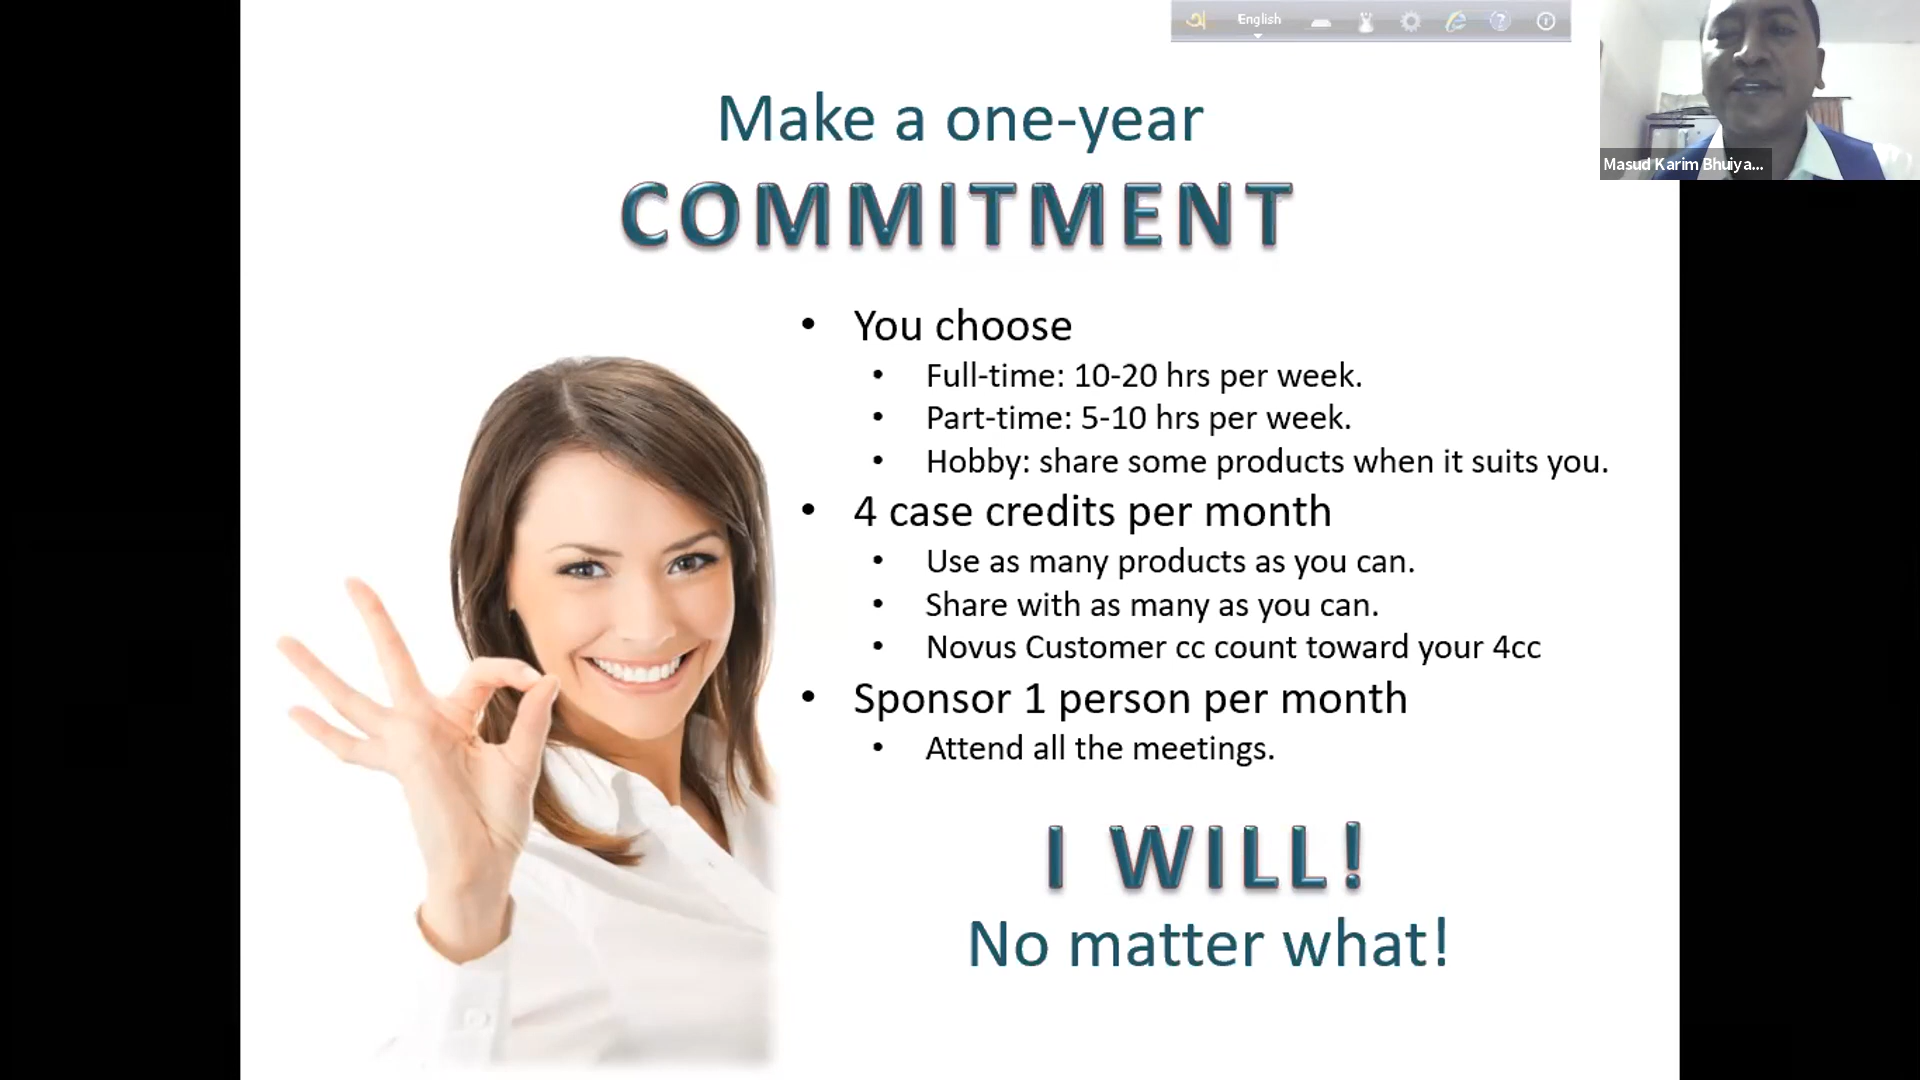 অ English
Masud Karim Bhuiya...
Make a one-year
COMMITMENT
• You choose
• Full-time: 10-20 hrs per week.
• Part-time: 5-10 hrs per week.
• Hobby: share some products when it suits you.
• 4 case credits per month
• Use as many products as you can.
• Share with as many as you can.
• Novus Customer cc count toward your 4cc
• Sponsor 1 person per month
• Attend all the meetings.
I WILL!
No matter what!